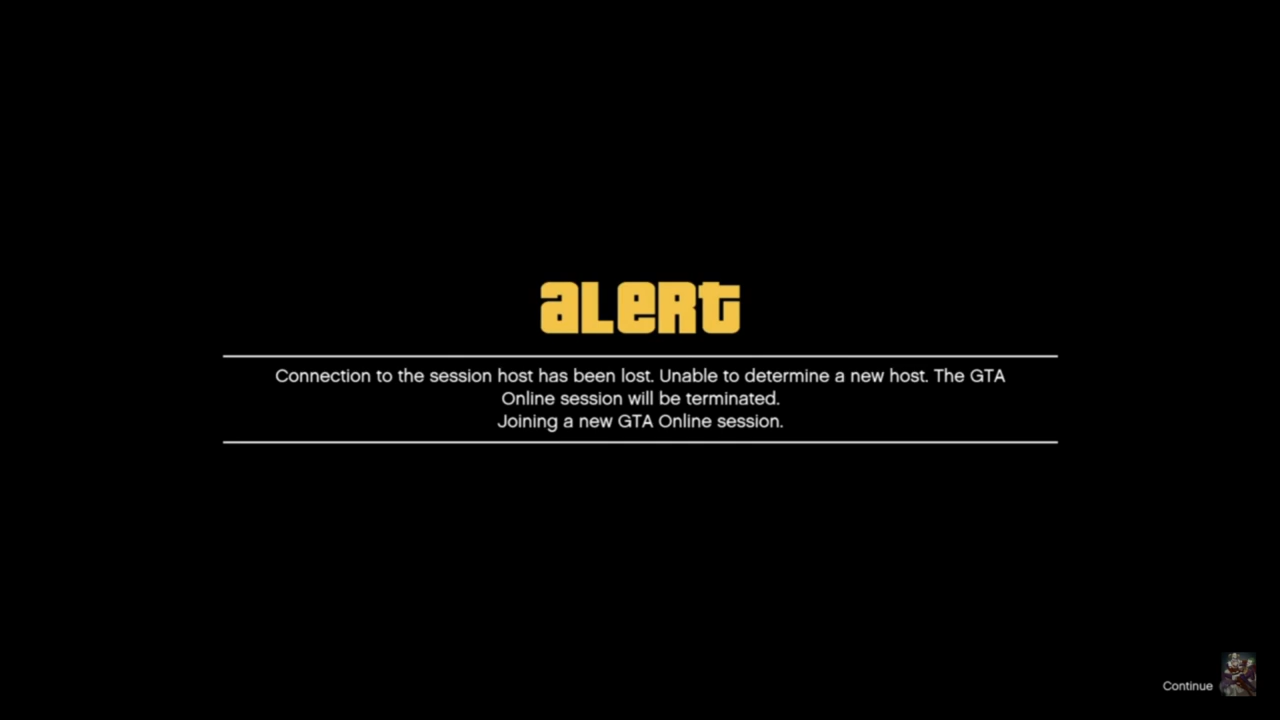 aLeRt
Connection to the session host has been lost. Unable to determine a new host. The GTA
Online session will be terminated.
Joining a new GTA Online session.
Continue